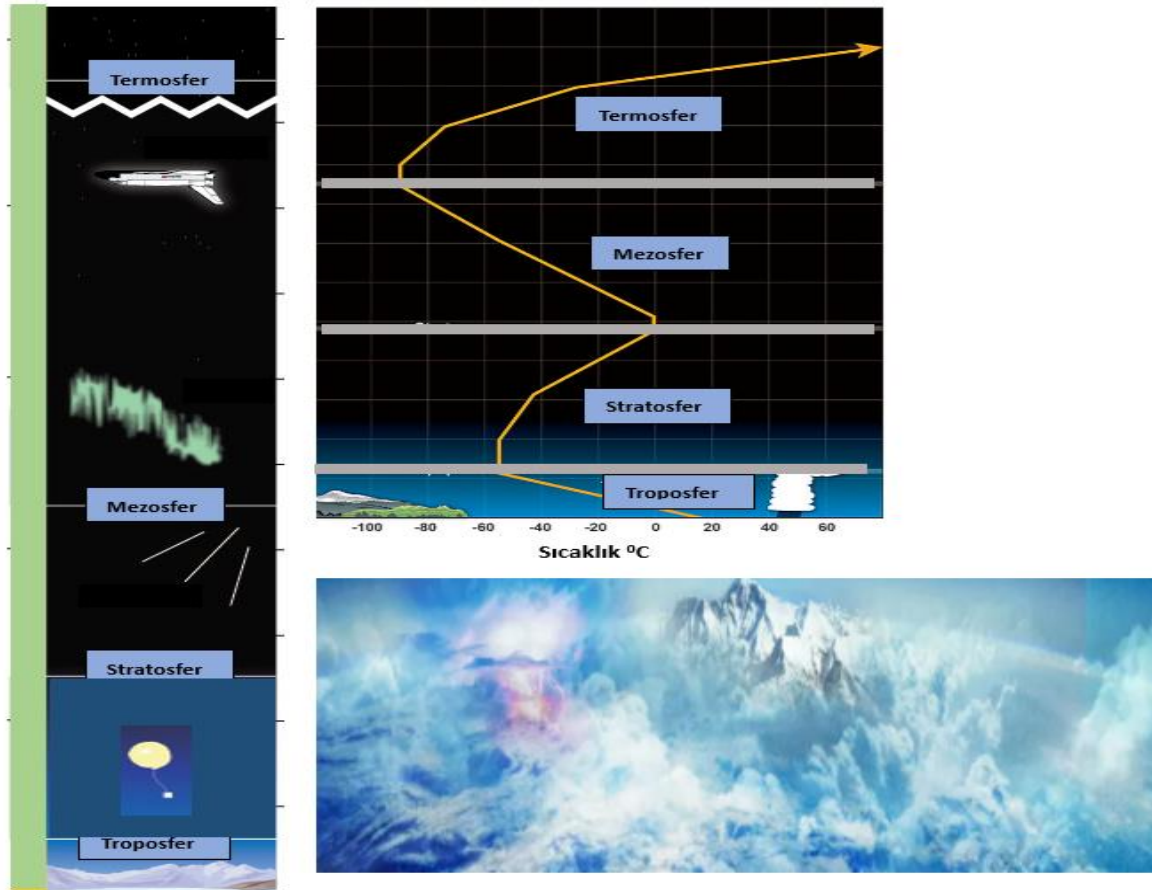 Termosfer
Mezosfer
Stratosfer
Troposfer
Termosfer
Mezosfer
Stratosfer
Troposfer
-100 -80 -60 -40 -20 0 20 40 60
Sıcaklık ⁰C